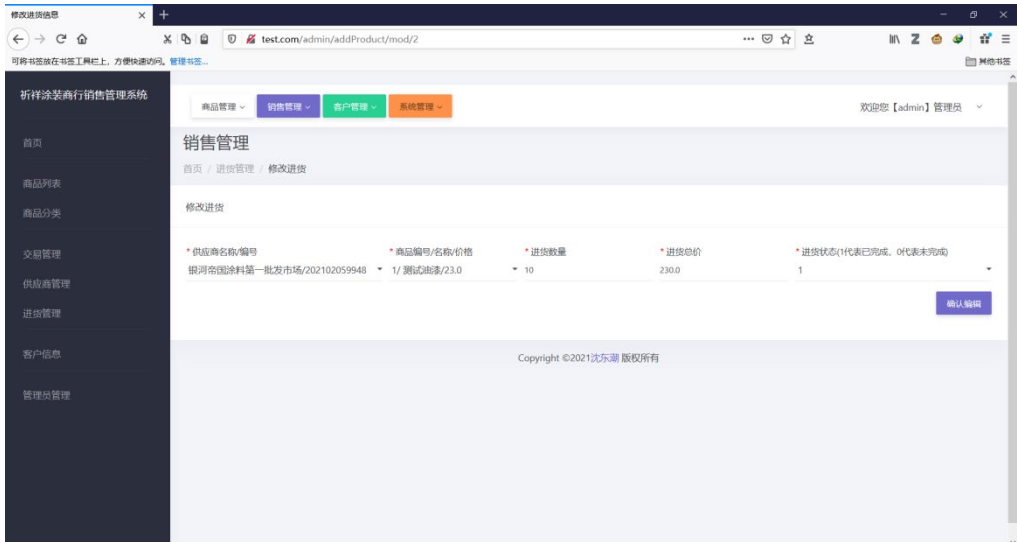 修改进货信息
test.com/admin/addProduct/mod/2
可将书签放在书签工具栏上，方便快速访问。管理书签...
其他书签
祈祥涂装商行销售管理系统
商品管理
销售管理
客户管理
系统管理
欢迎您【admin】管理员
首页
商品列表
商品分类
交易管理
供应商管理
进货管理
客户信息
管理员管理
销售管理
首页 / 进货管理 / 修改进货
修改进货
* 供应商名称/编号
* 商品编号/名称/价格
* 进货数量
* 进货总价
* 进货状态(1代表已完成。0代表未完成)
银河帝国涂料第一批发市场/202102059948
1/ 测试油漆/23.0
10
230.0
1
确认编辑
Copyright ©2021沈东湖 版权所有